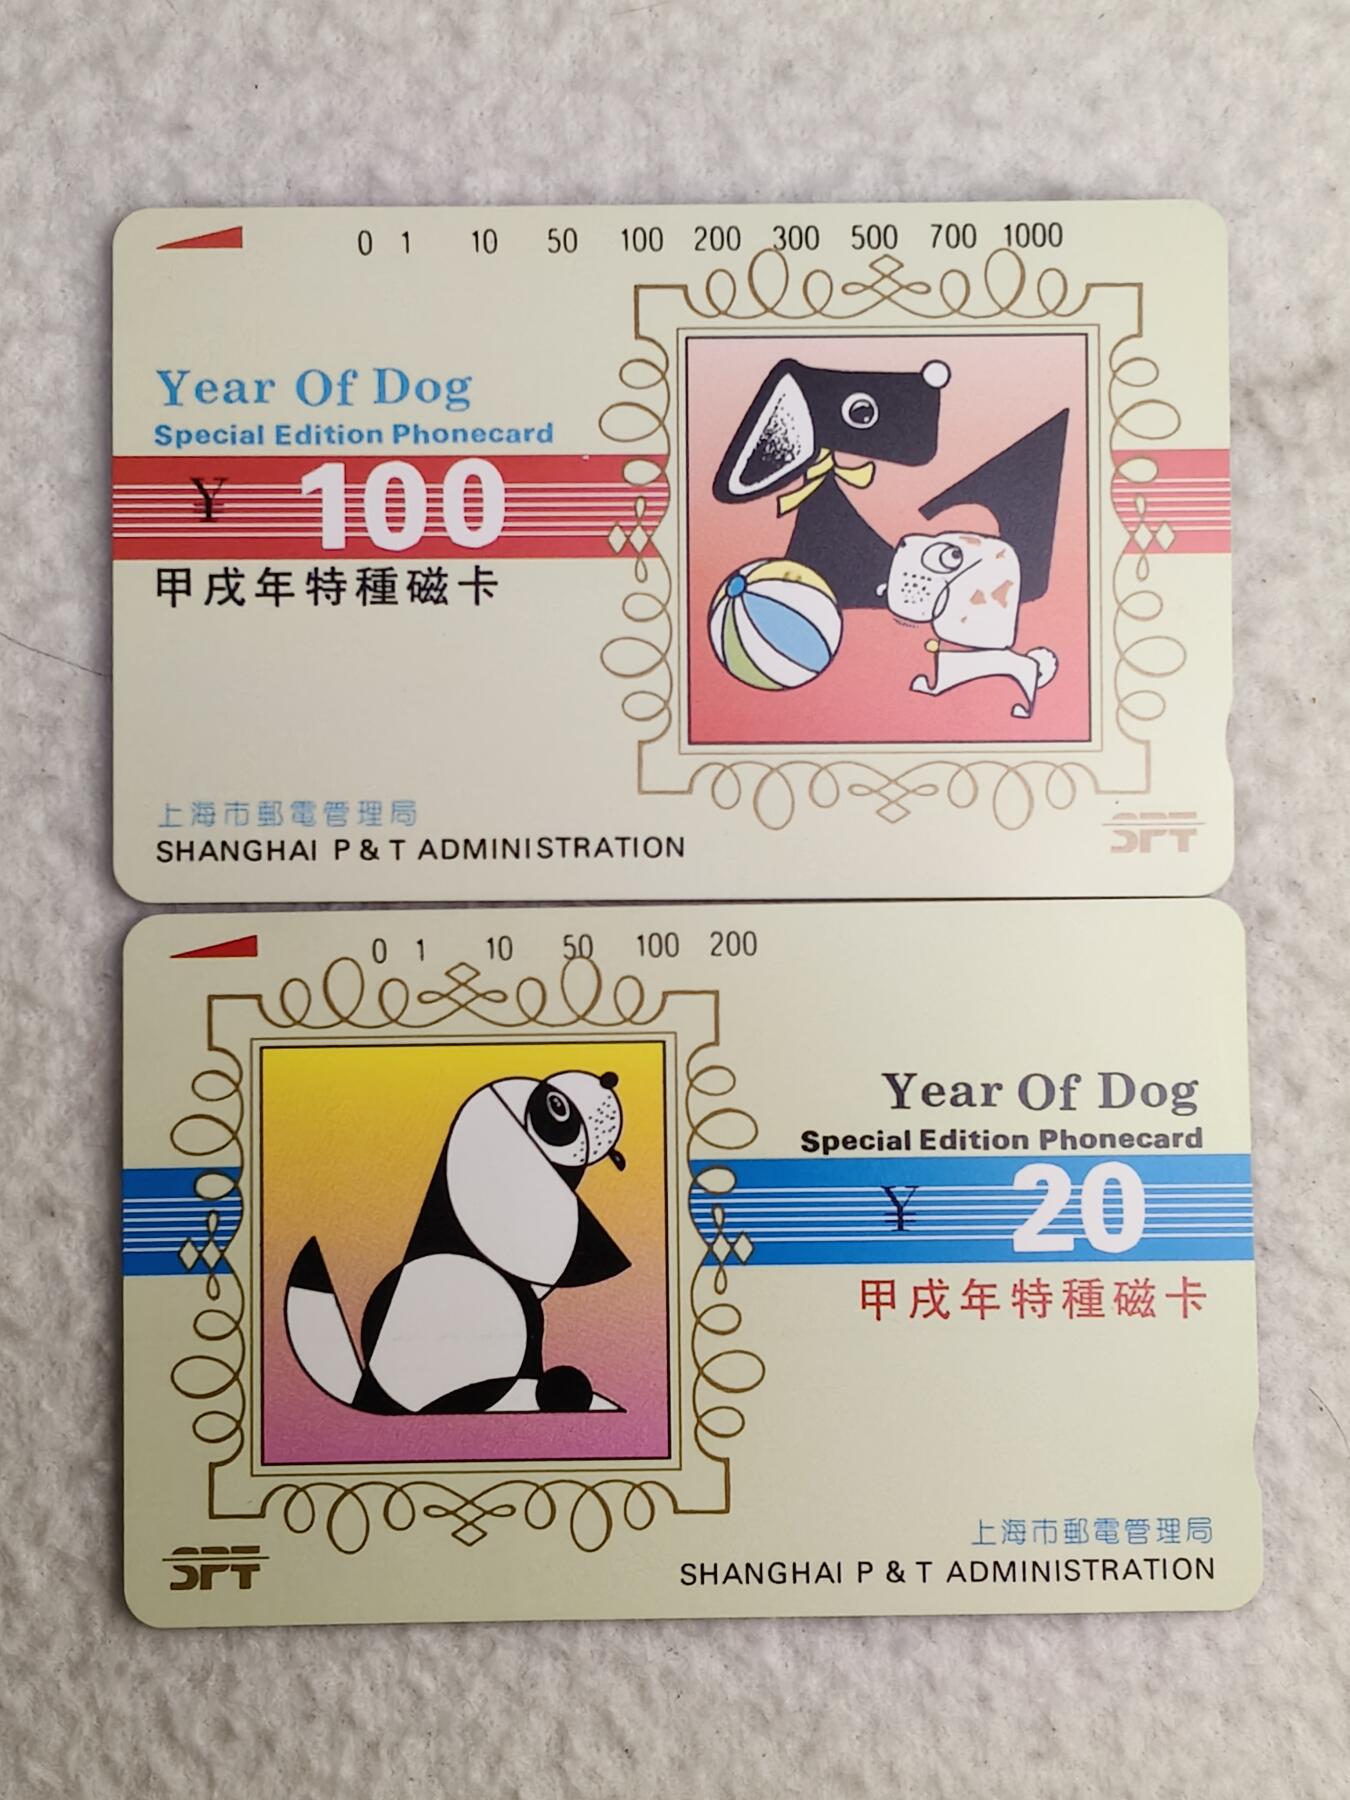 0 1 10 50 100 200 300 500 700 1000
Year Of Dog
Special Edition Phonecard
¥ 100
甲戌年特種磁卡
上海市郵電管理局
SHANGHAI P & T ADMINISTRATION
SPT
0 1 10 50 100 200
Year Of Dog
Special Edition Phonecard
¥ 20
甲戌年特種磁卡
上海市郵電管理局
SHANGHAI P & T ADMINISTRATION
SPT